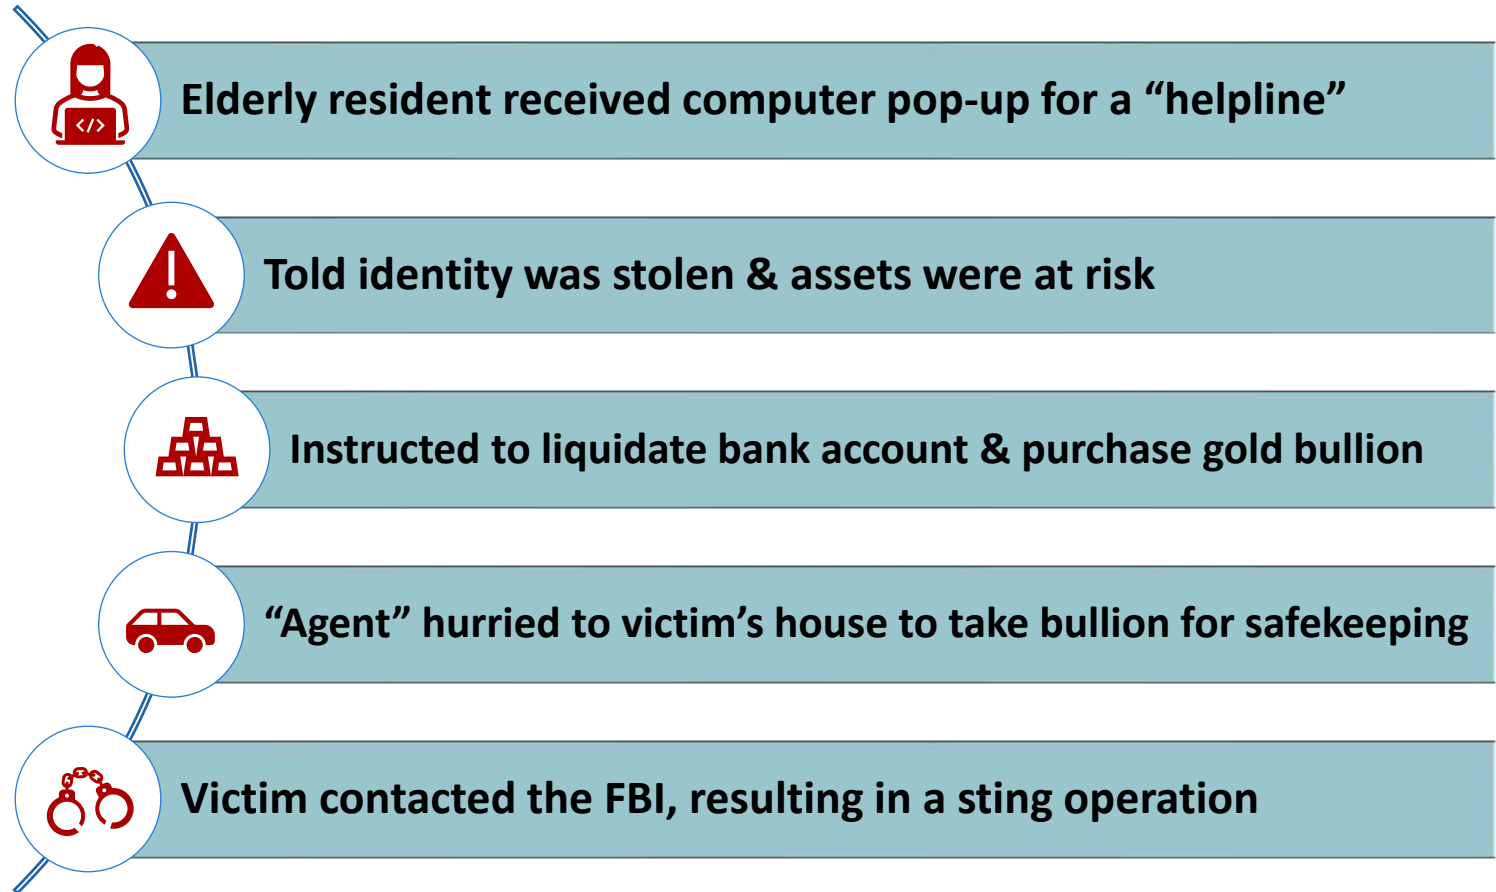 Elderly resident received computer pop-up for a “helpline”
</>
Told identity was stolen & assets were at risk
Instructed to liquidate bank account & purchase gold bullion
“Agent” hurried to victim’s house to take bullion for safekeeping
Victim contacted the FBI, resulting in a sting operation